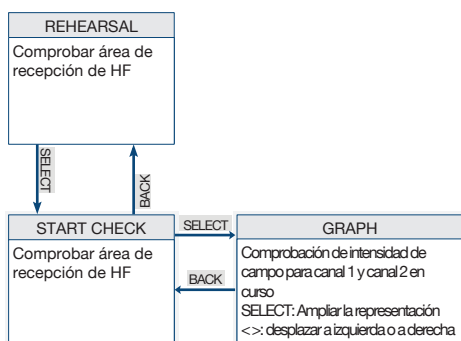 REHEARSAL
Comprobar área de
recepción de HF
SELECT
BACK
START CHECK
Comprobar área de
recepción de HF
SELECT
BACK
GRAPH
Comprobación de intensidad de
campo para canal 1 y canal 2 en
curso
SELECT: Ampliar la representación
<>: desplazar a izquierda o a derecha